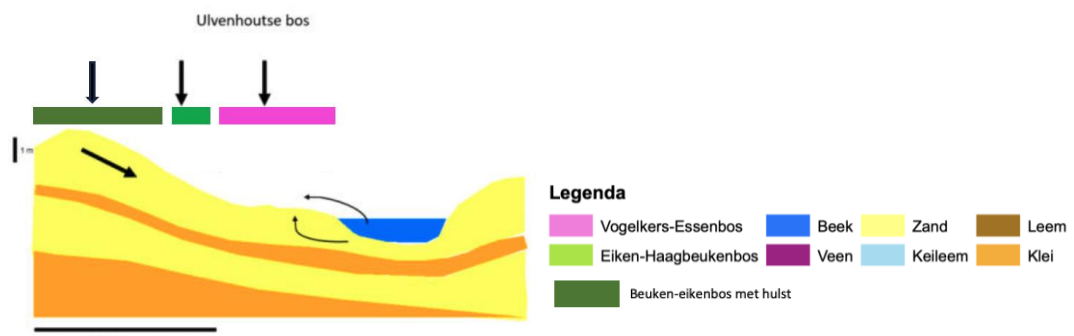 Ulvenhoutse bos
1 m
Legenda
Vogelkers-Essenbos Beek Zand Leem
Eiken-Haagbeukenbos Veen Keileem Klei
Beuken-eikenbos met hulst